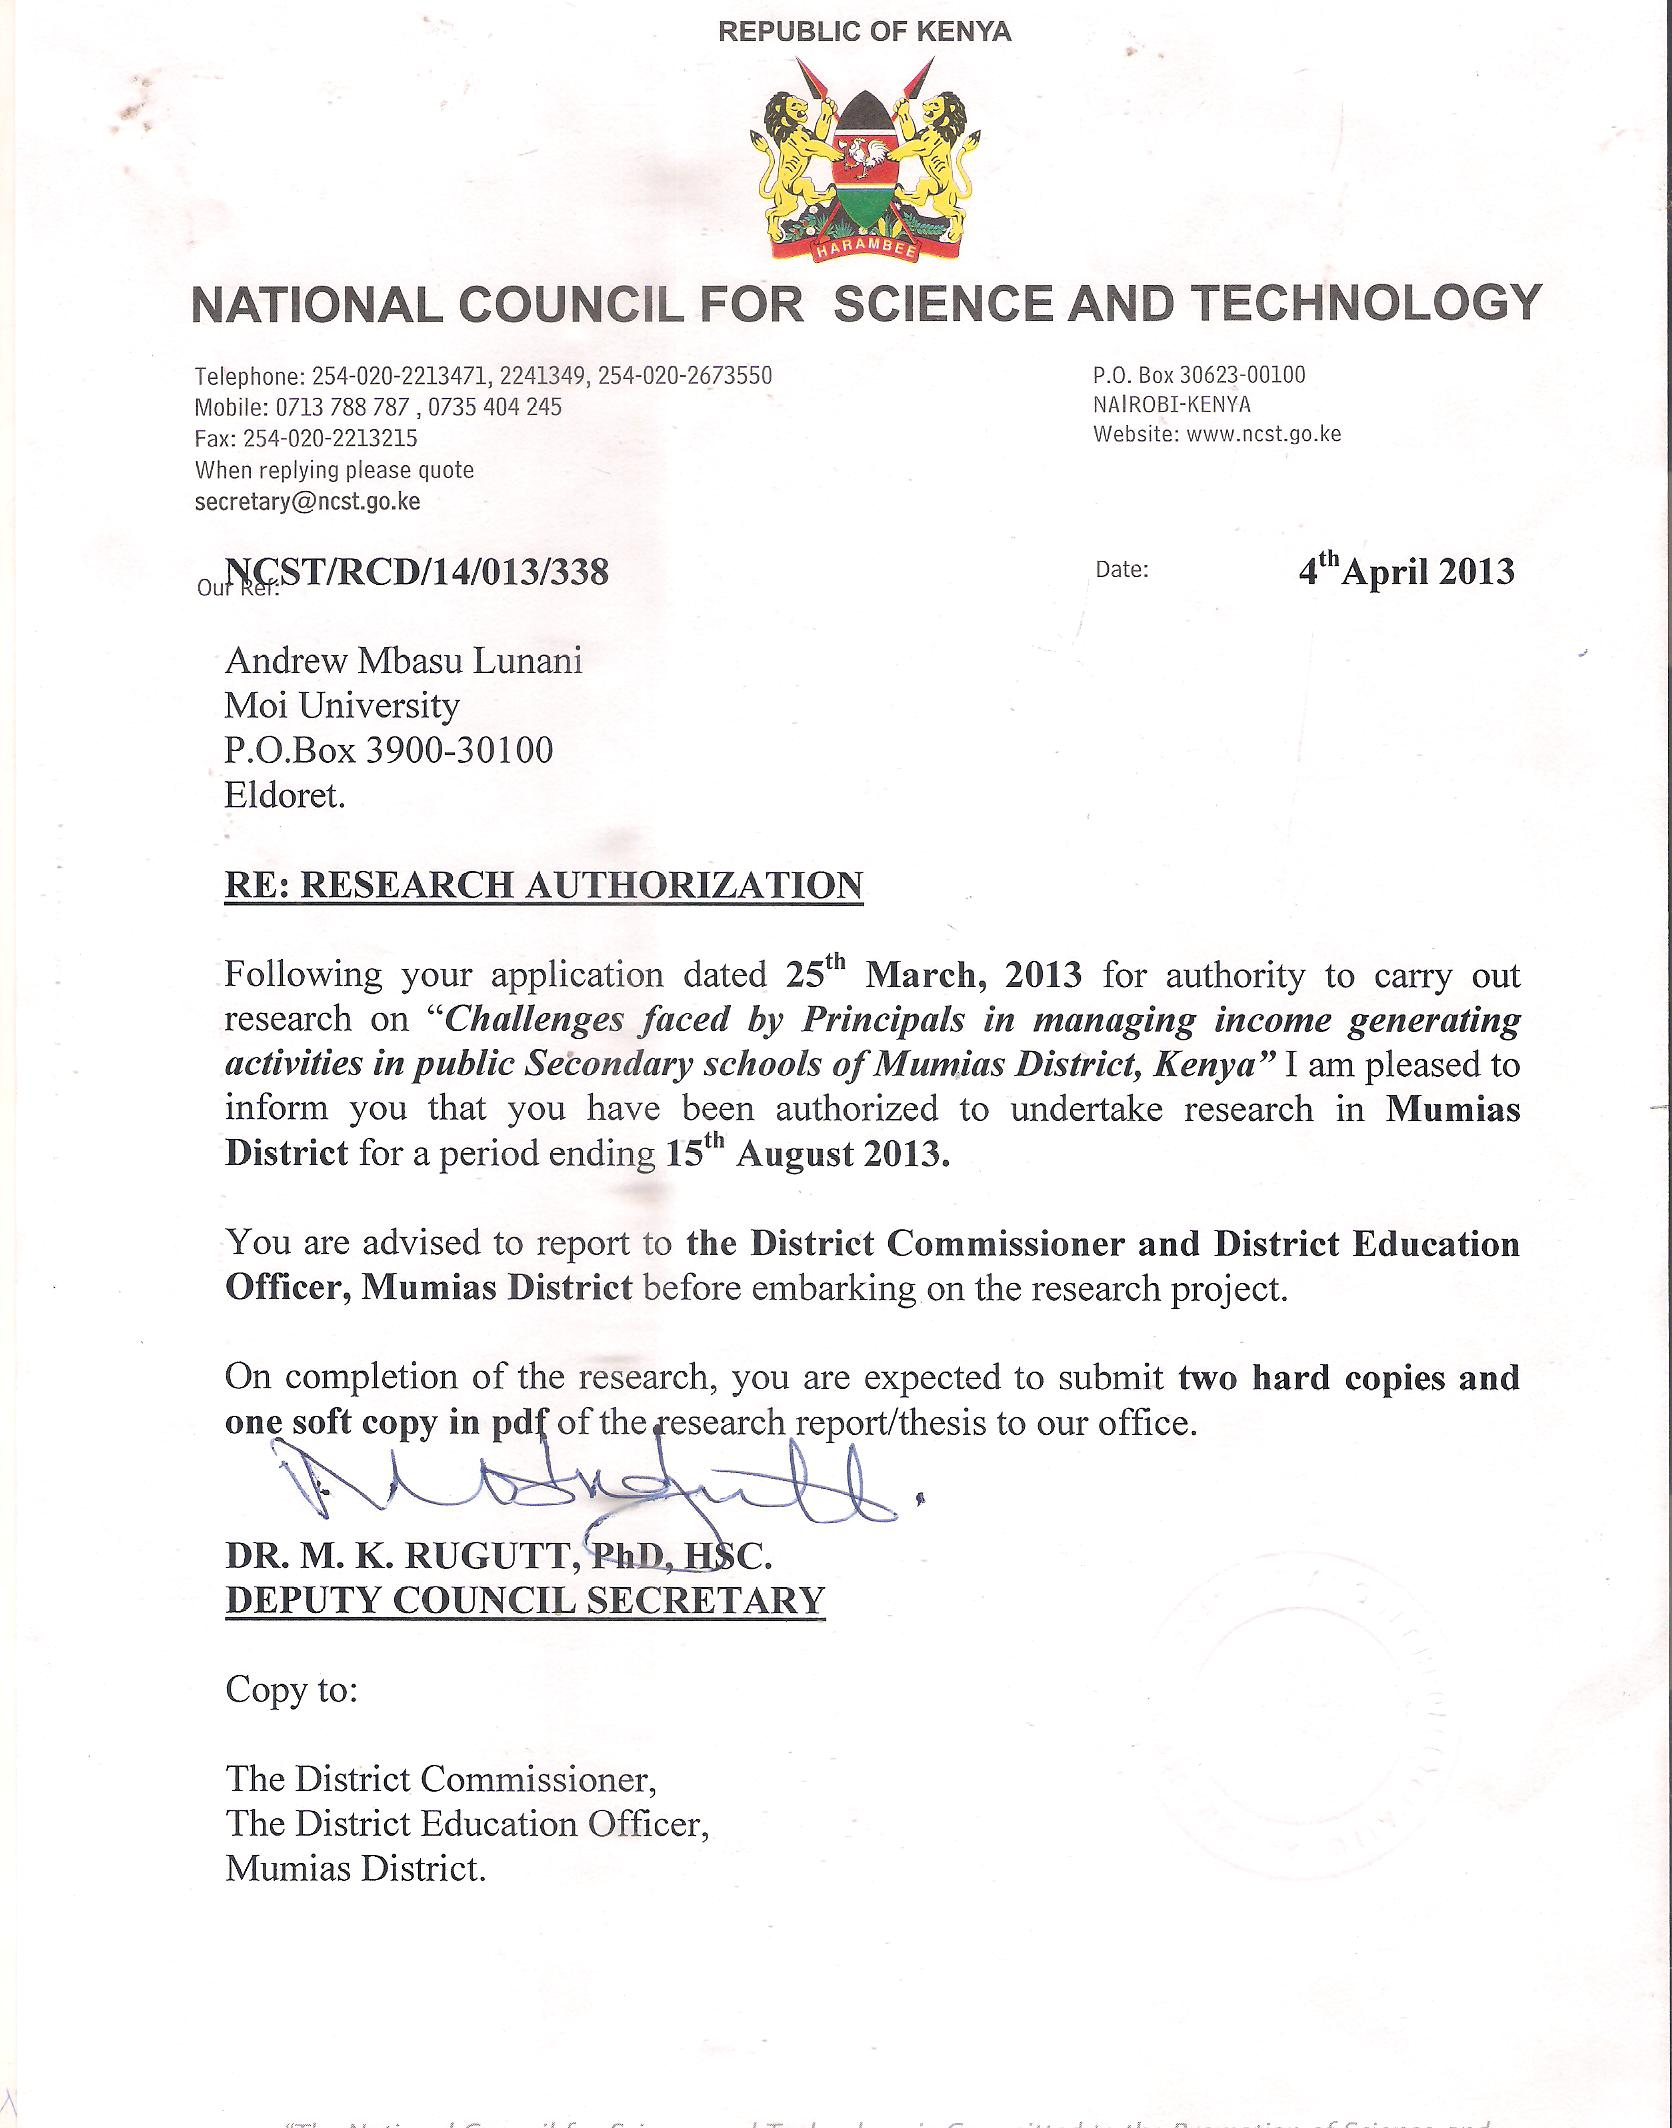 REPUBLIC OF KENYA
HARAMBEE
NATIONAL COUNCIL FOR SCIENCE AND TECHNOLOGY
Telephone: 254-020-2213471, 2241349, 254-020-2673550
Mobile: 0713 788 787 , 0735 404 245
Fax: 254-020-2213215
When replying please quote
secretary@ncst.go.ke
P.O. Box 30623-00100
NAIROBI-KENYA
Website: www.ncst.go.ke
Our Ref: NCST/RCD/14/013/338
Date: 4th April 2013
Andrew Mbasu Lunani
Moi University
P.O.Box 3900-30100
Eldoret.
RE: RESEARCH AUTHORIZATION
Following your application dated 25th March, 2013 for authority to carry out
research on “Challenges faced by Principals in managing income generating
activities in public Secondary schools of Mumias District, Kenya” I am pleased to
inform you that you have been authorized to undertake research in Mumias
District for a period ending 15th August 2013.
You are advised to report to the District Commissioner and District Education
Officer, Mumias District before embarking on the research project.
On completion of the research, you are expected to submit two hard copies and
one soft copy in pdf of the research report/thesis to our office.
DR. M. K. RUGUTT, PhD, HSC.
DEPUTY COUNCIL SECRETARY
Copy to:
The District Commissioner,
The District Education Officer,
Mumias District.